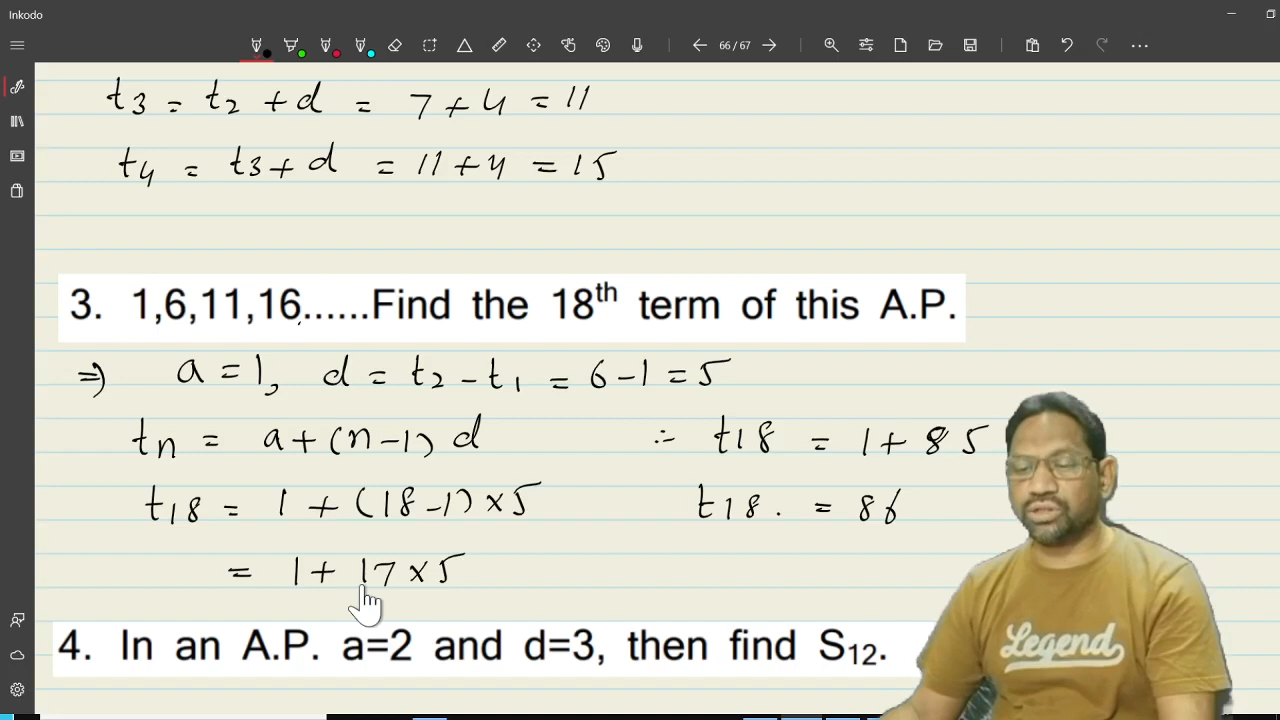 Inkodo
66 / 67
t3 = t2 + d = 7 + 4 = 11
t4 = t3 + d = 11 + 4 = 15
3. 1,6,11,16,......Find the 18th term of this A.P.
⇒ a = 1, d = t2 - t1 = 6 - 1 = 5
tn = a + (n-1) d
t18 = 1 + (18-1) × 5
= 1 + 17 × 5
∴ t18 = 1 + 85
t18. = 86
4. In an A.P. a=2 and d=3, then find S12.
Legend